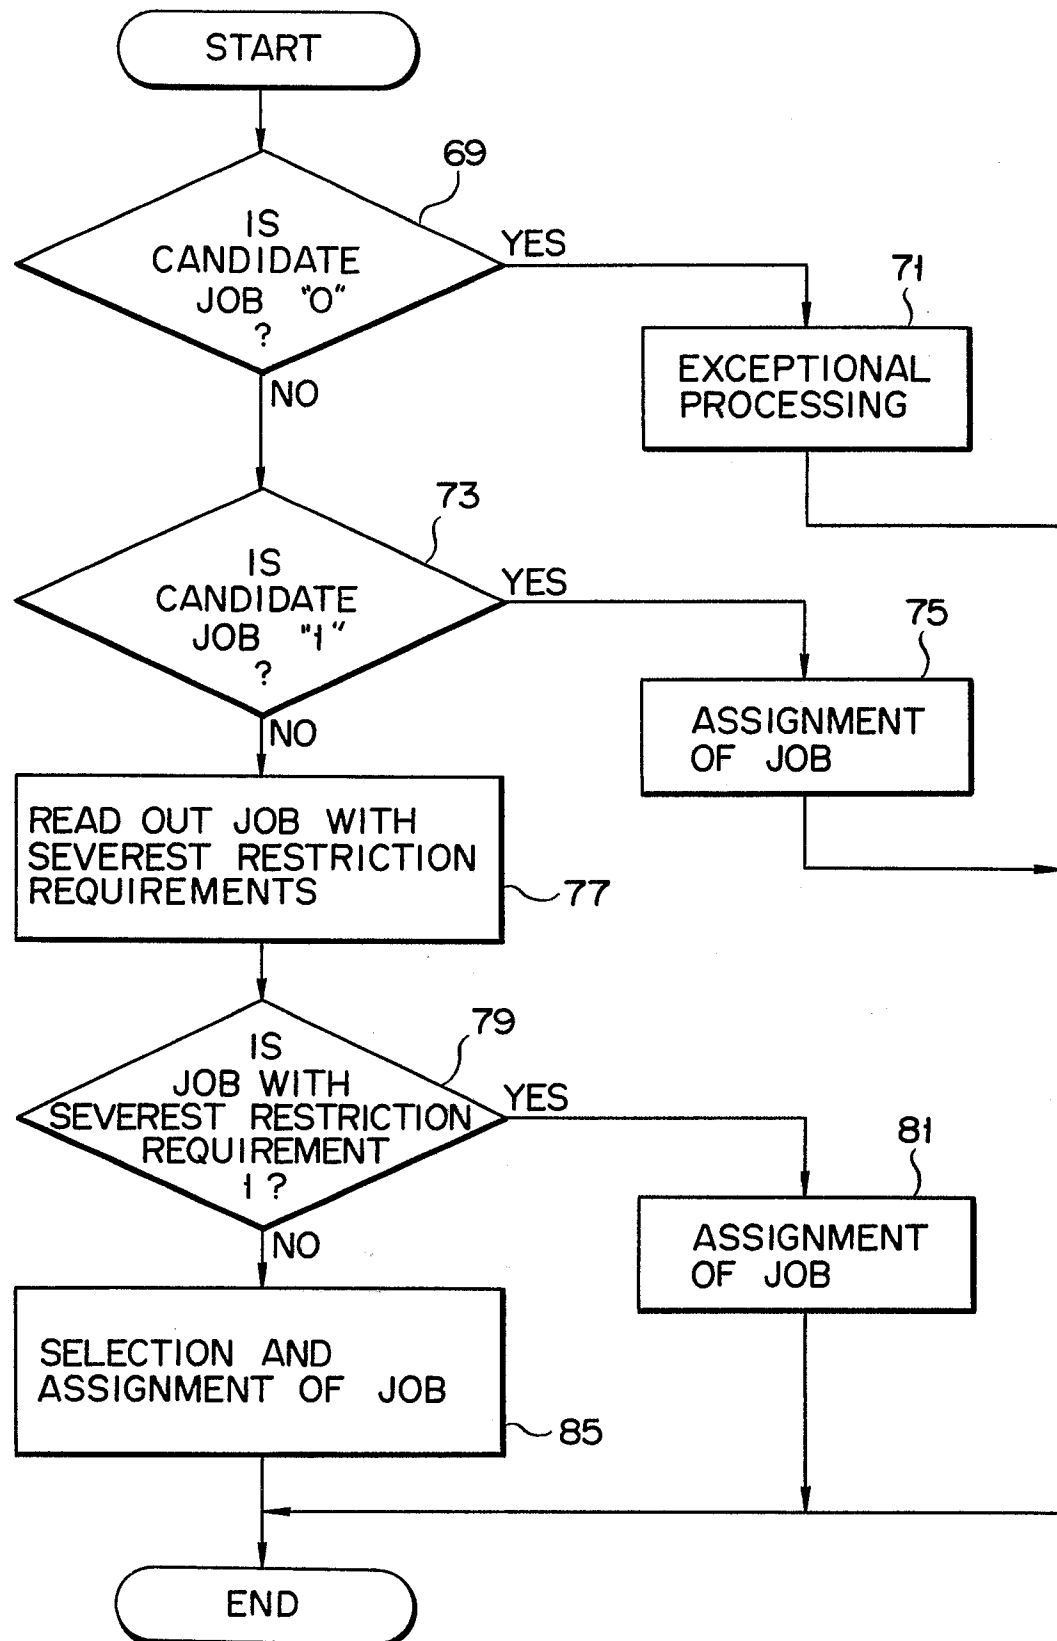 START
69
IS
CANDIDATE
JOB "0"
?
YES
NO
71
EXCEPTIONAL
PROCESSING
73
IS
CANDIDATE
JOB "1"
?
YES
NO
75
ASSIGNMENT
OF JOB
READ OUT JOB WITH
SEVEREST RESTRICTION
REQUIREMENTS
77
79
IS
JOB WITH
SEVEREST RESTRICTION
REQUIREMENT
1 ?
YES
NO
81
ASSIGNMENT
OF JOB
SELECTION AND
ASSIGNMENT OF JOB
85
END